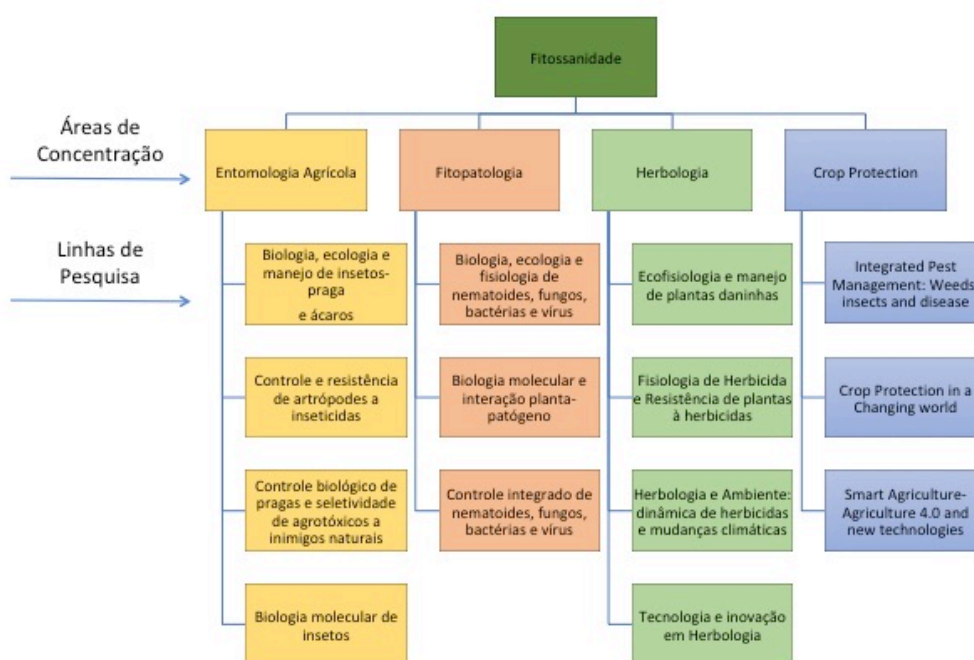 Fitossanidade
Áreas de
Concentração
Entomologia Agrícola
Fitopatologia
Herbologia
Crop Protection
Linhas de
Pesquisa
Biologia, ecologia e
manejo de insetos-
praga
e ácaros
Biologia, ecologia e
fisiologia de
nematoides, fungos,
bactérias e vírus
Ecofisiologia e manejo
de plantas daninhas
Integrated Pest
Management: Weeds,
insects and disease
Controle e resistência
de artrópodes a
inseticidas
Biologia molecular e
interação planta-
patógeno
Fisiologia de Herbicida
e Resistência de plantas
à herbicidas
Crop Protection in a
Changing world
Controle biológico de
pragas e seletividade
de agrotóxicos a
inimigos naturais
Controle integrado de
nematoides, fungos,
bactérias e vírus
Herbologia e Ambiente:
dinâmica de herbicidas
e mudanças climáticas
Smart Agriculture-
Agriculture 4.0 and
new technologies
Biologia molecular de
insetos
Tecnologia e inovação
em Herbologia